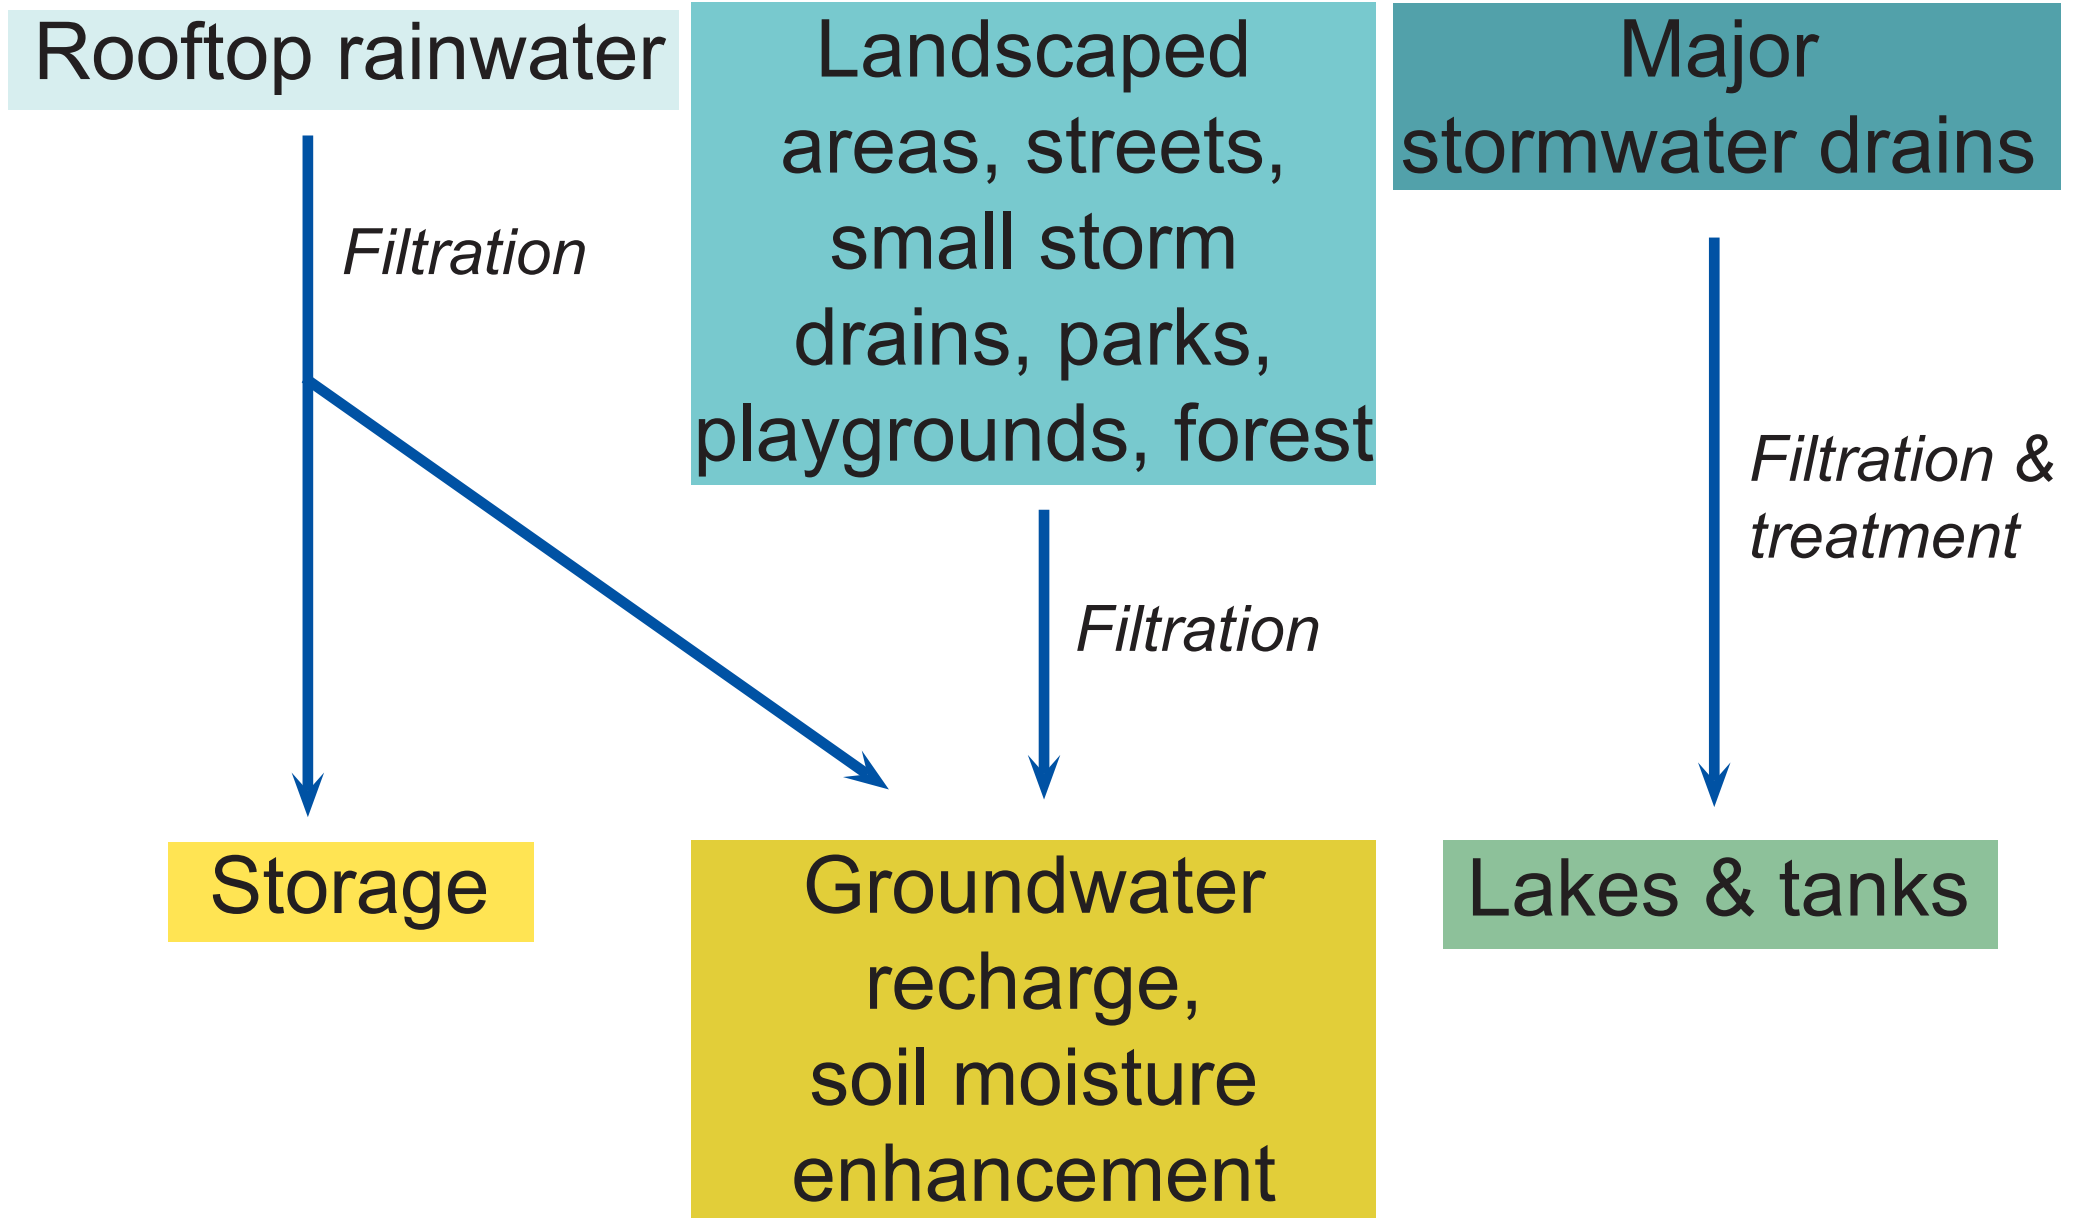 Rooftop rainwater
Landscaped
areas, streets,
small storm
drains, parks,
playgrounds, forest
Major
stormwater drains
Filtration
Filtration
Filtration &
treatment
Storage
Groundwater
recharge,
soil moisture
enhancement
Lakes & tanks